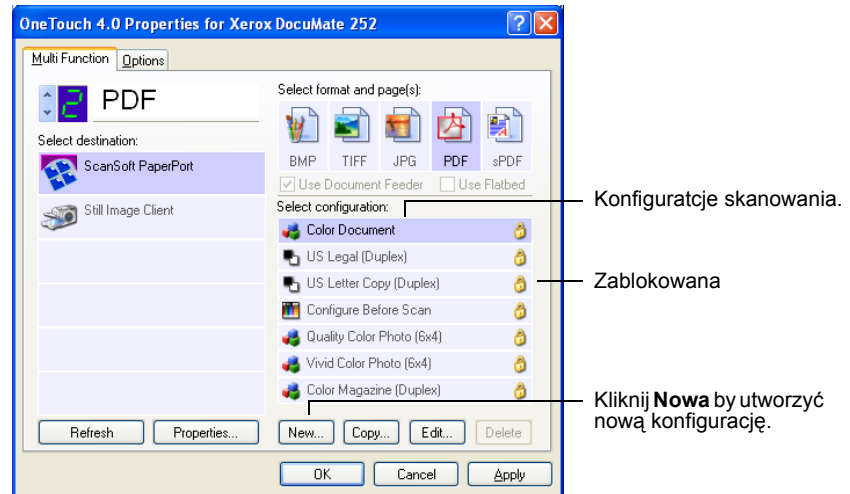 OneTouch 4.0 Properties for Xerox DocuMate 252
Multi Function
Options
2
PDF
Select destination:
ScanSoft PaperPort
Still Image Client
Refresh
Properties...
Select format and page(s):
BMP
TIFF
JPG
PDF
sPDF
Use Document Feeder
Use Flatbed
Select configuration:
Color Document
US Legal (Duplex)
US Letter Copy (Duplex)
Configure Before Scan
Quality Color Photo (6x4)
Vivid Color Photo (6x4)
Color Magazine (Duplex)
New...
Copy...
Edit...
Delete
OK
Cancel
Apply
Konfiguratcje skanowania.
Zablokowana
Kliknij Nowa by utworzyć
nową konfigurację.